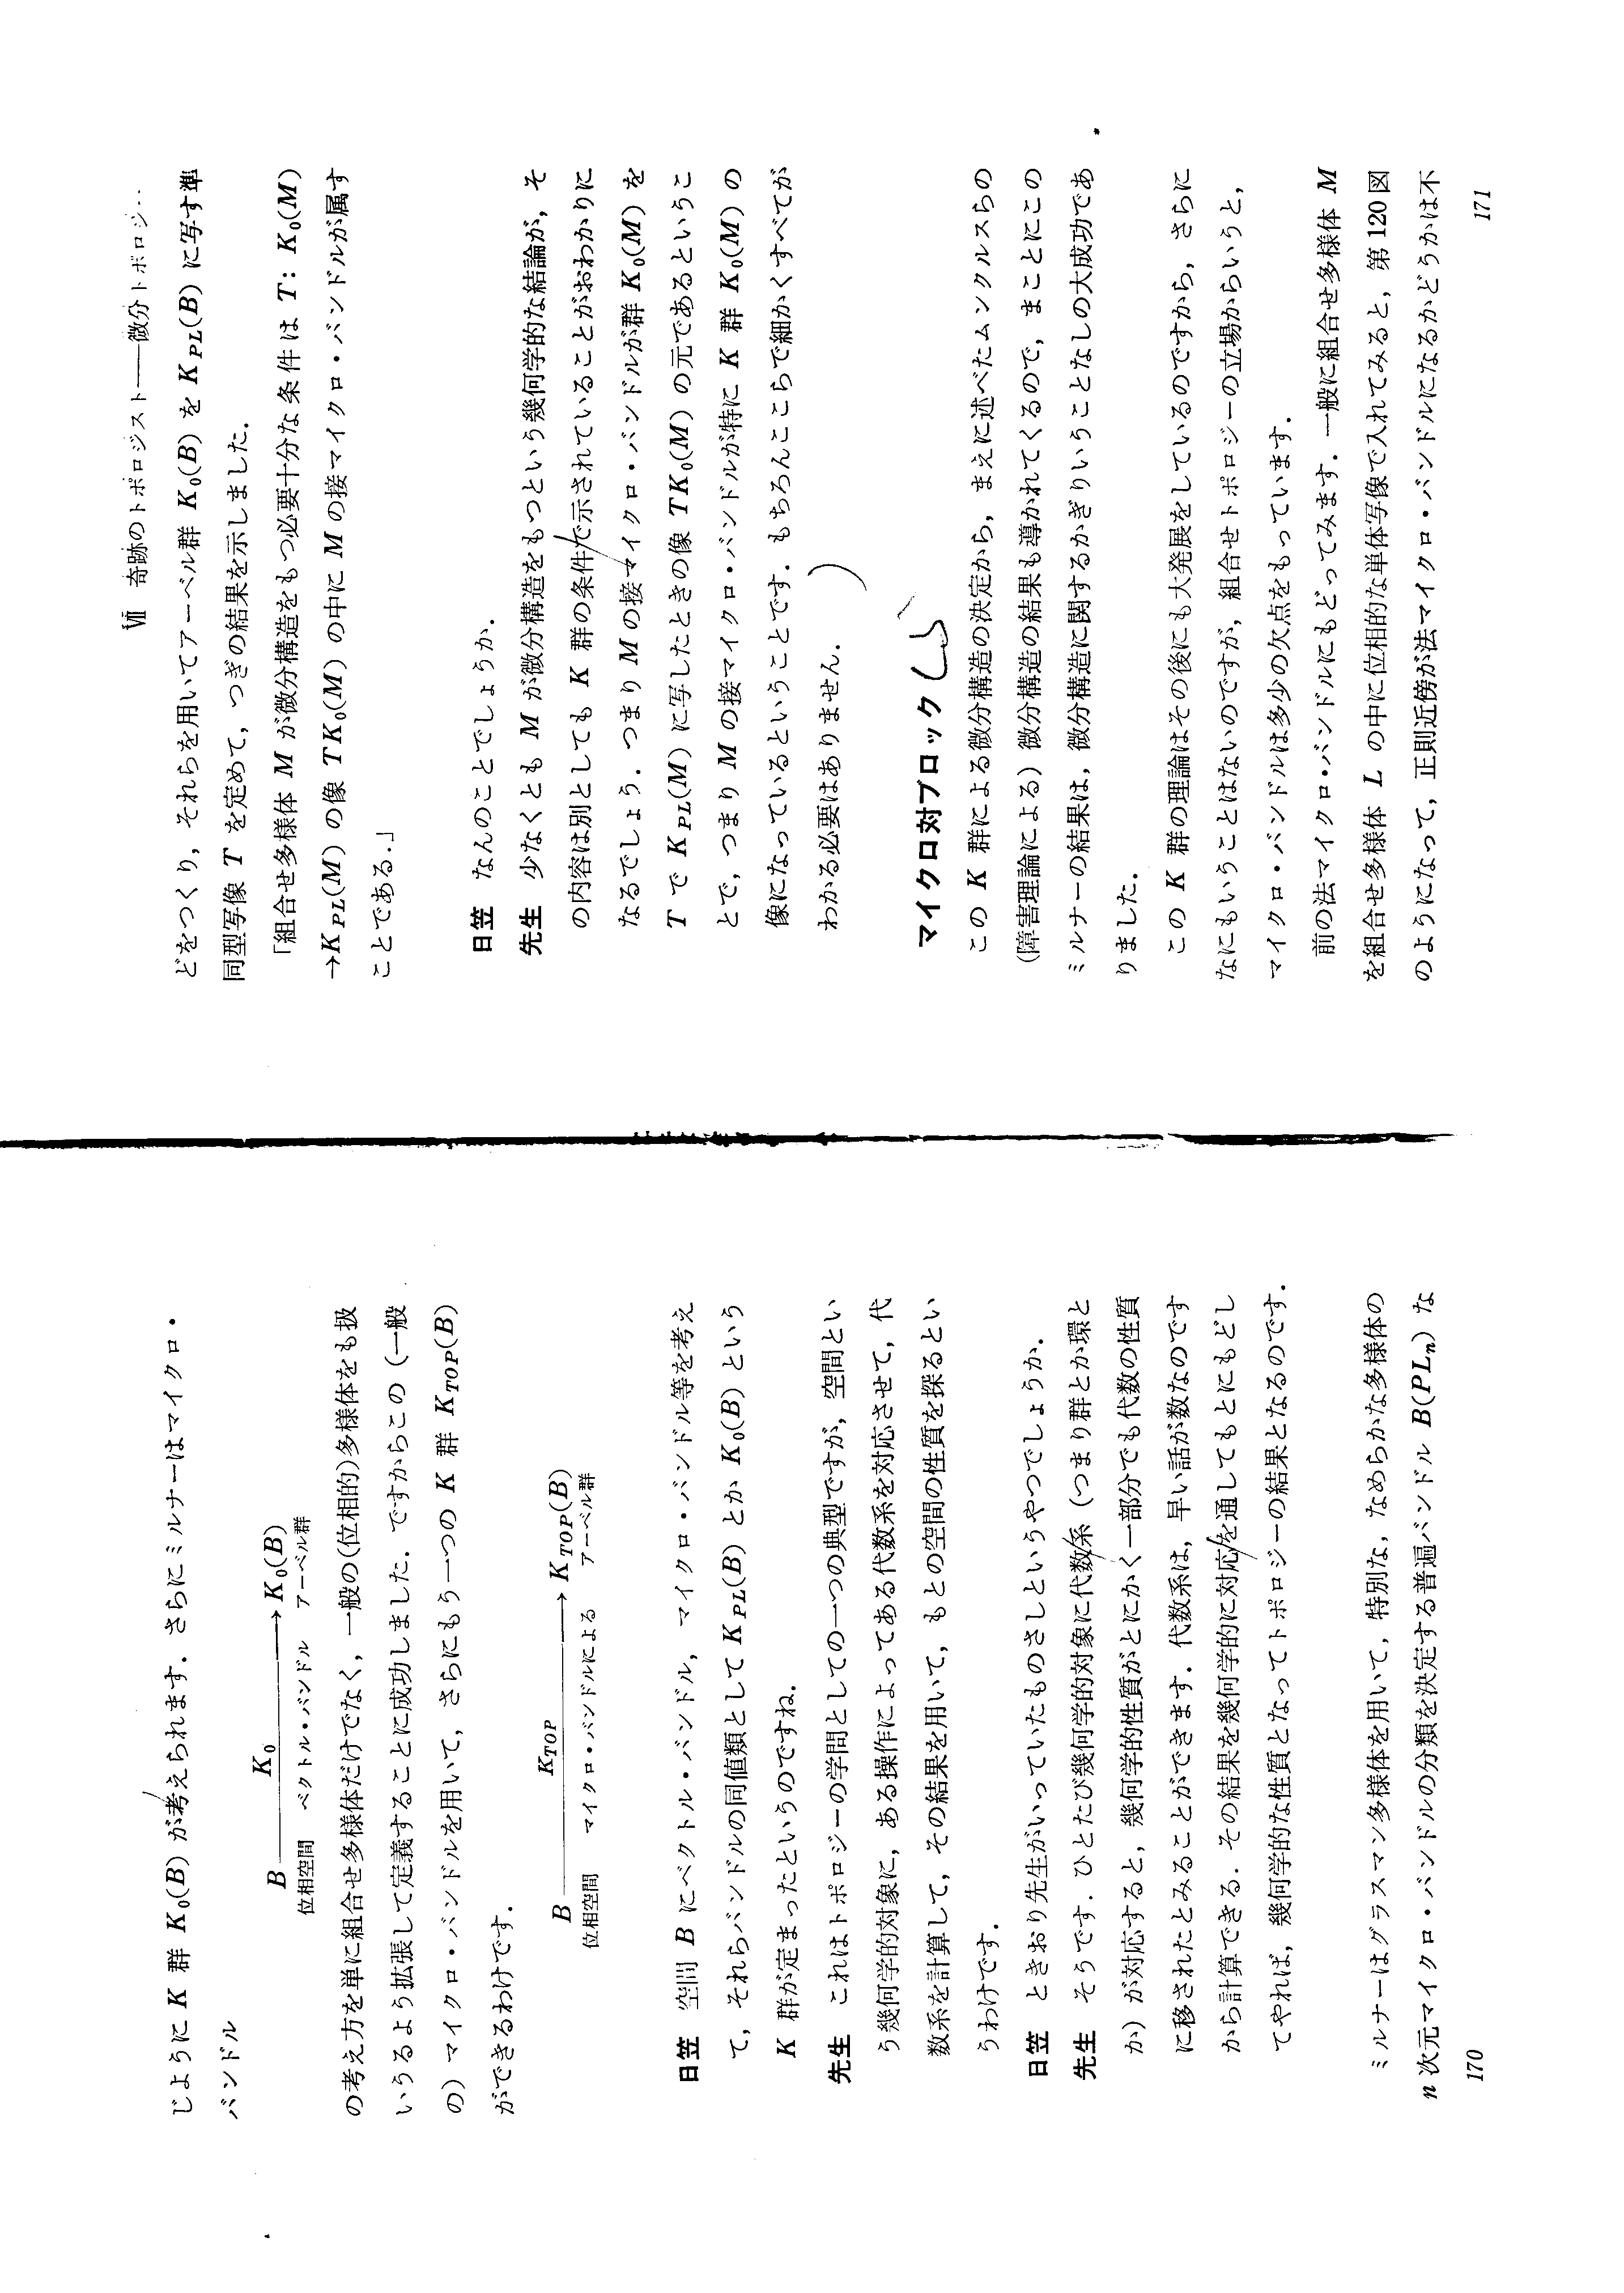 じように K 群 K₀(B) が考えられます．さらにミルナーはマイクロ・
バンドル
B ―K₀→ K₀(B)
位相空間 ベクトル・バンドル アーベル群
の考え方を単に組合せ多様体だけでなく，一般の(位相的)多様体をも扱
いうるよう拡張して定義することに成功しました．ですからこの（一般
の）マイクロ・バンドルを用いて，さらにもう一つの K 群 K_TOP(B)
ができるわけです．
B ―K_TOP→ K_TOP(B)
位相空間 マイクロ・バンドルによる アーベル群
日笠 空間 B にベクトル・バンドル，マイクロ・バンドル等を考え
て，それらバンドルの同値類として K_PL(B) とか K₀(B) という
K 群が定まったというのですね．
先生 これはトポロジーの学問としての一つの典型ですが，空間とい
う幾何学的対象に，ある操作によってある代数系を対応させて，代
数系を計算して，その結果を用いて，もとの空間の性質を探るとい
うわけです．
日笠 ときおり先生がいっていたものさしというやつでしょうか．
先生 そうです．ひとたび幾何学的対象に代数系（つまり群とか環と
か）が対応すると，幾何学的性質がとにかく一部分でも代数の性質
に移されたとみることができます．代数系は，早い話が数なのです
から計算できる．その結果を幾何学的に対応を通してもとにもどし
てやれば，幾何学的な性質となってトポロジーの結果となるのです．
ミルナーはグラスマン多様体を用いて，特別な，なめらかな多様体の
n 次元マイクロ・バンドルの分類を決定する普遍バンドル B(PLₙ) な
170
Ⅶ 奇跡のトポロジスト――微分トポロジー
どをつくり，それらを用いてアーベル群 K₀(B) を K_PL(B) に写す準
同型写像 T を定めて，つぎの結果を示しました．
「組合せ多様体 M が微分構造をもつ必要十分な条件は T: K₀(M)
→K_PL(M) の像 TK₀(M) の中に M の接マイクロ・バンドルが属す
ことである.」
日笠 なんのことでしょうか．
先生 少なくとも M が微分構造をもつという幾何学的な結論が，そ
の内容は別としても K 群の条件で示されていることがおわかりに
なるでしょう．つまり M の接マイクロ・バンドルが群 K₀(M) を
T で K_PL(M) に写したときの像 TK₀(M) の元であるというこ
とで，つまり M の接マイクロ・バンドルが特に K 群 K₀(M) の
像になっているということです．もちろんここらで細かくすべてが
わかる必要はありません．
マイクロ対ブロック
この K 群による微分構造の決定から，まえに述べたムンクルスらの
（障害理論による）微分構造の結果も導かれてくるので，まことにこの
ミルナーの結果は，微分構造に関するかぎりいうことなしの大成功であ
りました．
この K 群の理論はその後にも大発展をしているのですから，さらに
なにもいうことはないのですが，組合せトポロジーの立場からいうと，
マイクロ・バンドルは多少の欠点をもっています．
前の法マイクロ・バンドルにもどってみます．一般に組合せ多様体 M
を組合せ多様体 L の中に位相的な単体写像で入れてみると，第120図
のようになって，正則近傍が法マイクロ・バンドルになるかどうかは不
171